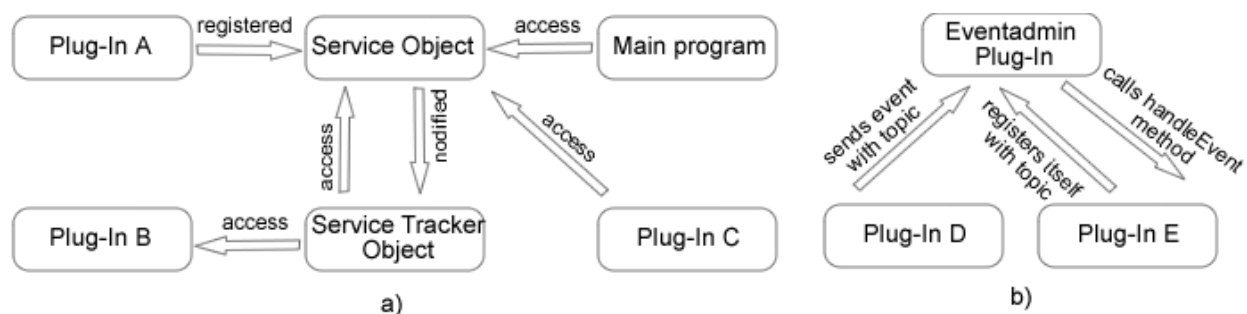 Plug-In A
registered
Service Object
access
Main program
access
nodified
access
Plug-In B
access
Service Tracker
Object
Plug-In C
a)
Eventadmin
Plug-In
sends event
with topic
registers itself
with topic
calls handleEvent
method
Plug-In D
Plug-In E
b)